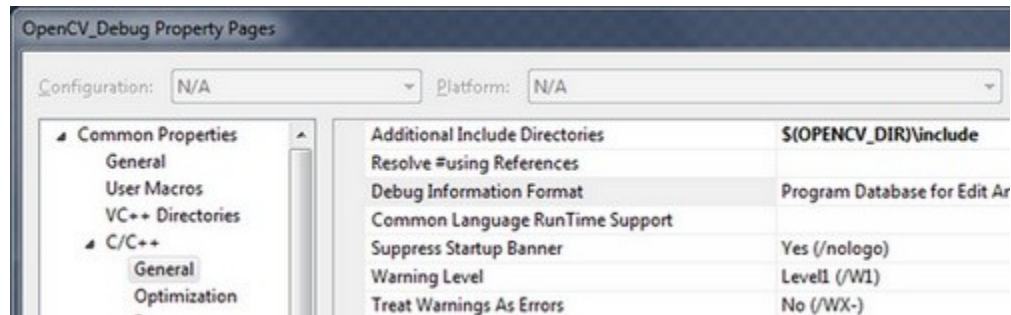 OpenCV_Debug Property Pages
Configuration: N/A Platform: N/A
Common Properties
General
User Macros
VC++ Directories
C/C++
General
Optimization
Additional Include Directories $(OPENCV_DIR)\include
Resolve #using References
Debug Information Format Program Database for Edit
Common Language RunTime Support
Suppress Startup Banner Yes (/nologo)
Warning Level Level1 (/W1)
Treat Warnings As Errors No (/WX-)